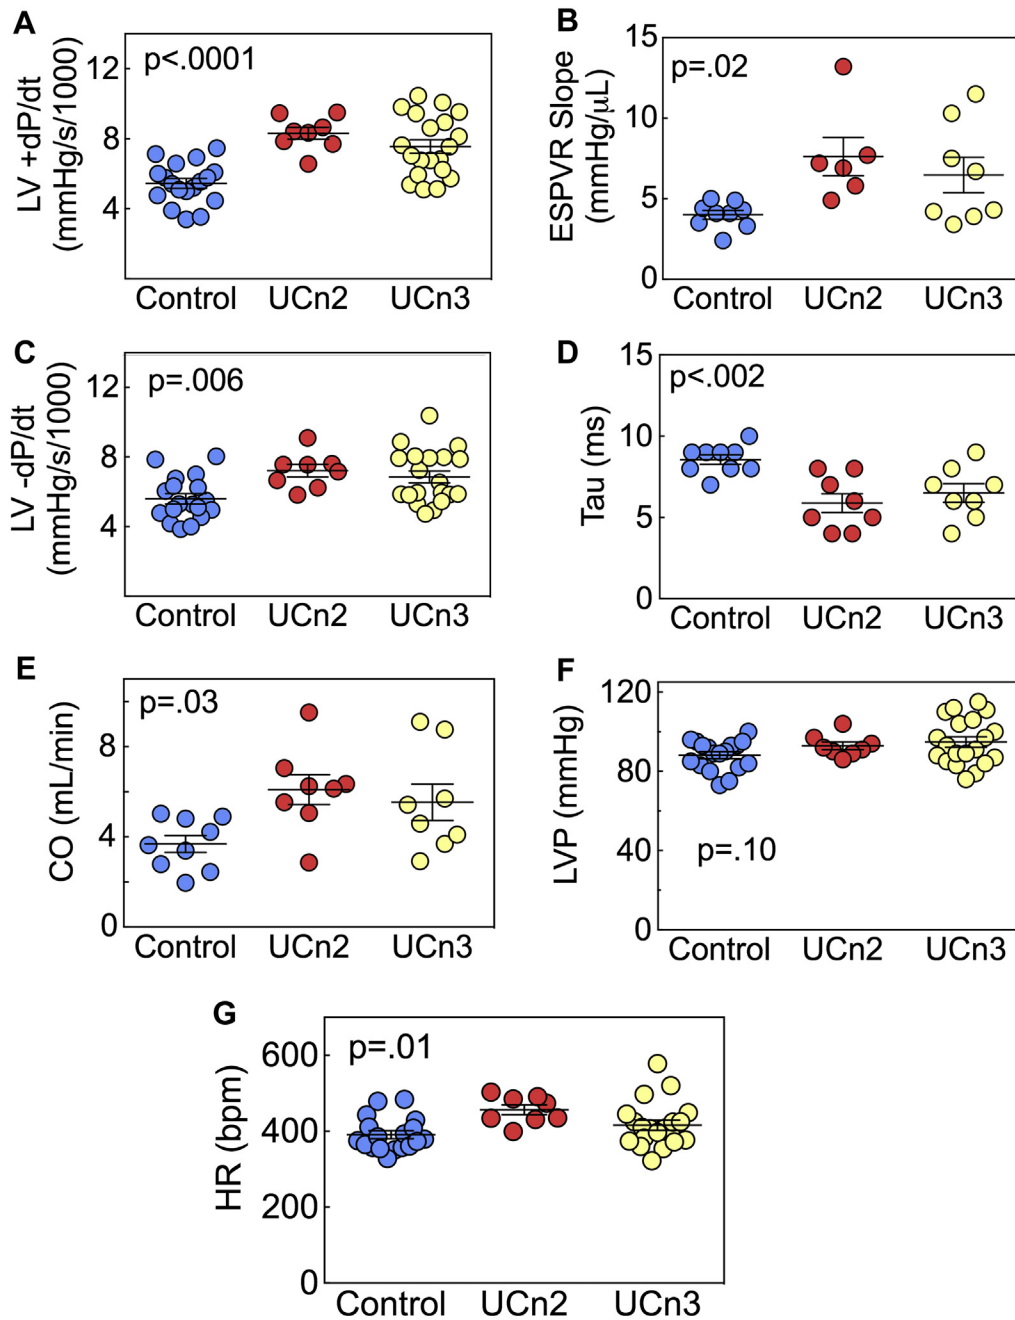 A
LV +dP/dt
(mmHg/s/1000)
p<.0001
12
8
4
Control UCn2 UCn3
B
ESPVR Slope
(mmHg/μL)
p=.02
15
10
5
0
Control UCn2 UCn3
C
LV -dP/dt
(mmHg/s/1000)
p=.006
12
8
4
Control UCn2 UCn3
D
Tau (ms)
p<.002
15
10
5
0
Control UCn2 UCn3
E
CO (mL/min)
p=.03
8
4
0
Control UCn2 UCn3
F
LVP (mmHg)
120
80
40
0
p=.10
Control UCn2 UCn3
G
HR (bpm)
p=.01
600
400
200
0
Control UCn2 UCn3